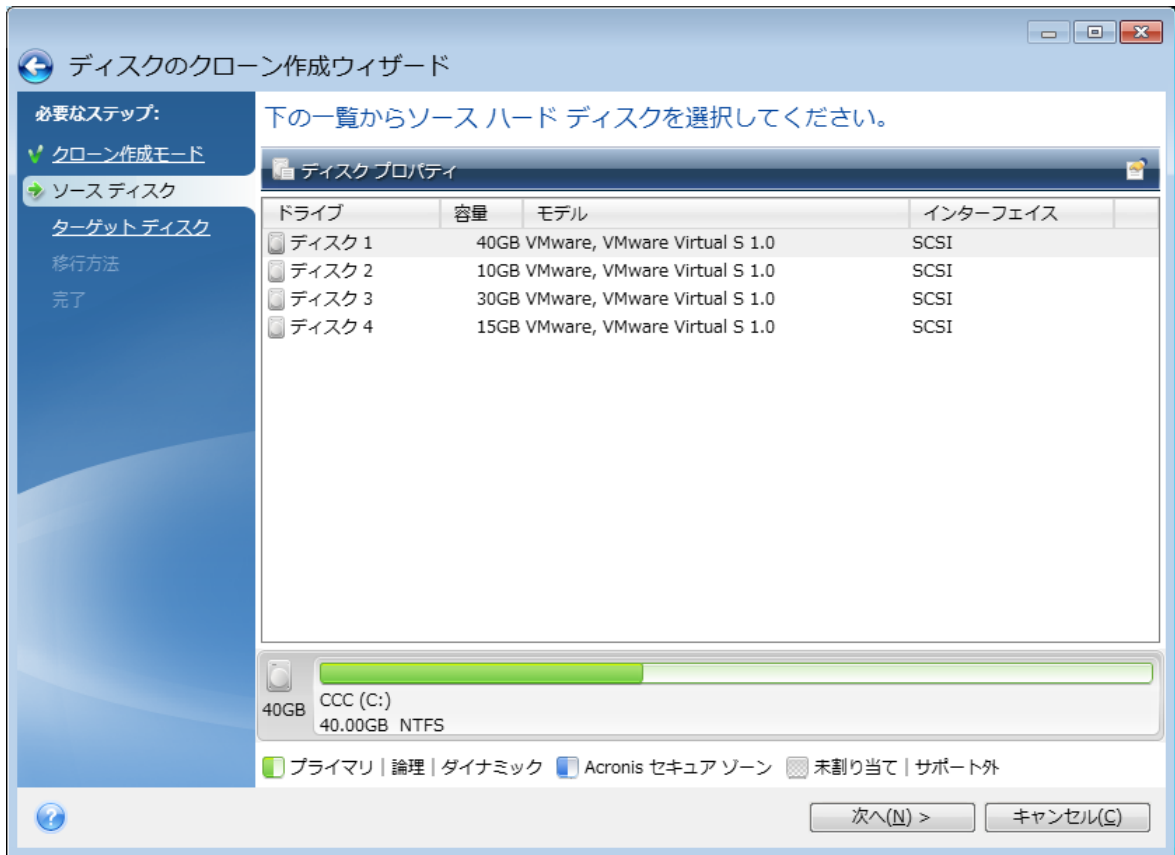 ディスクのクローン作成ウィザード
必要なステップ:
クローン作成モード
ソース ディスク
ターゲット ディスク
移行方法
完了
下の一覧からソース ハード ディスクを選択してください。
ディスク プロパティ
ドライブ 容量 モデル インターフェイス
ディスク 1 40GB VMware, VMware Virtual S 1.0 SCSI
ディスク 2 10GB VMware, VMware Virtual S 1.0 SCSI
ディスク 3 30GB VMware, VMware Virtual S 1.0 SCSI
ディスク 4 15GB VMware, VMware Virtual S 1.0 SCSI
40GB
CCC (C:)
40.00GB NTFS
プライマリ | 論理 | ダイナミック Acronis セキュア ゾーン 未割り当て | サポート外
次へ(N) > キャンセル(C)